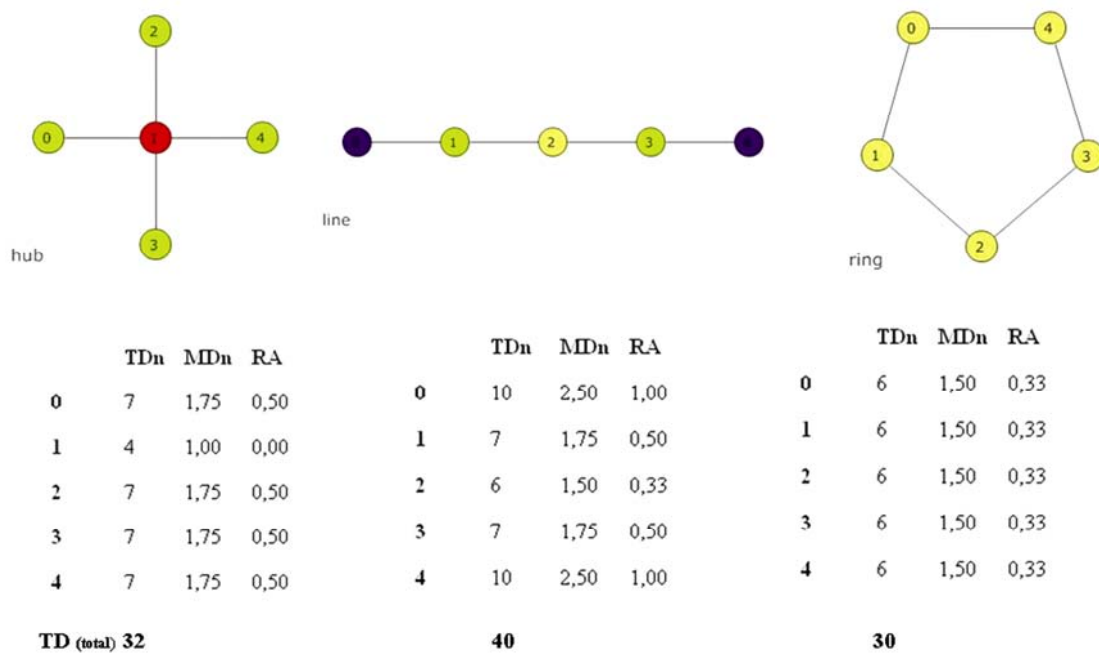 2
0 1 4
3
hub
1 2 3
line
0 4
1 3
2
ring
TDn MDn RA
0 7 1,75 0,50
1 4 1,00 0,00
2 7 1,75 0,50
3 7 1,75 0,50
4 7 1,75 0,50
TD (total) 32
TDn MDn RA
0 10 2,50 1,00
1 7 1,75 0,50
2 6 1,50 0,33
3 7 1,75 0,50
4 10 2,50 1,00
40
TDn MDn RA
0 6 1,50 0,33
1 6 1,50 0,33
2 6 1,50 0,33
3 6 1,50 0,33
4 6 1,50 0,33
30